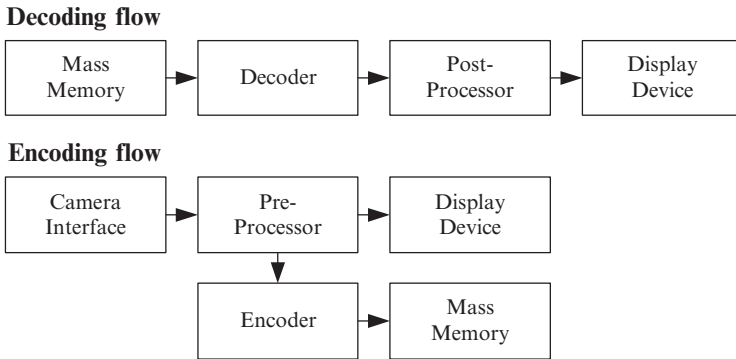 Decoding flow
Mass
Memory
Decoder
Post-
Processor
Display
Device
Encoding flow
Camera
Interface
Pre-
Processor
Display
Device
Encoder
Mass
Memory